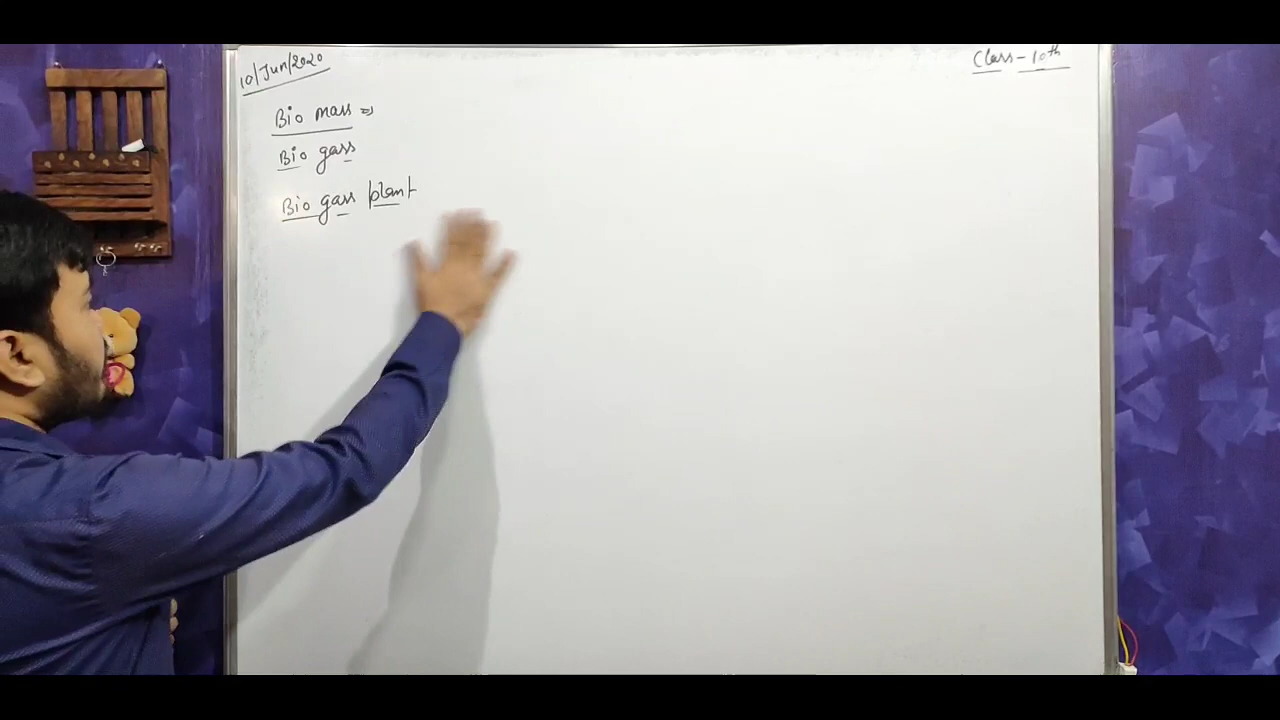 10/Jun/2020
Class-10th
Bio mass =>
Bio gass
Bio gass plant